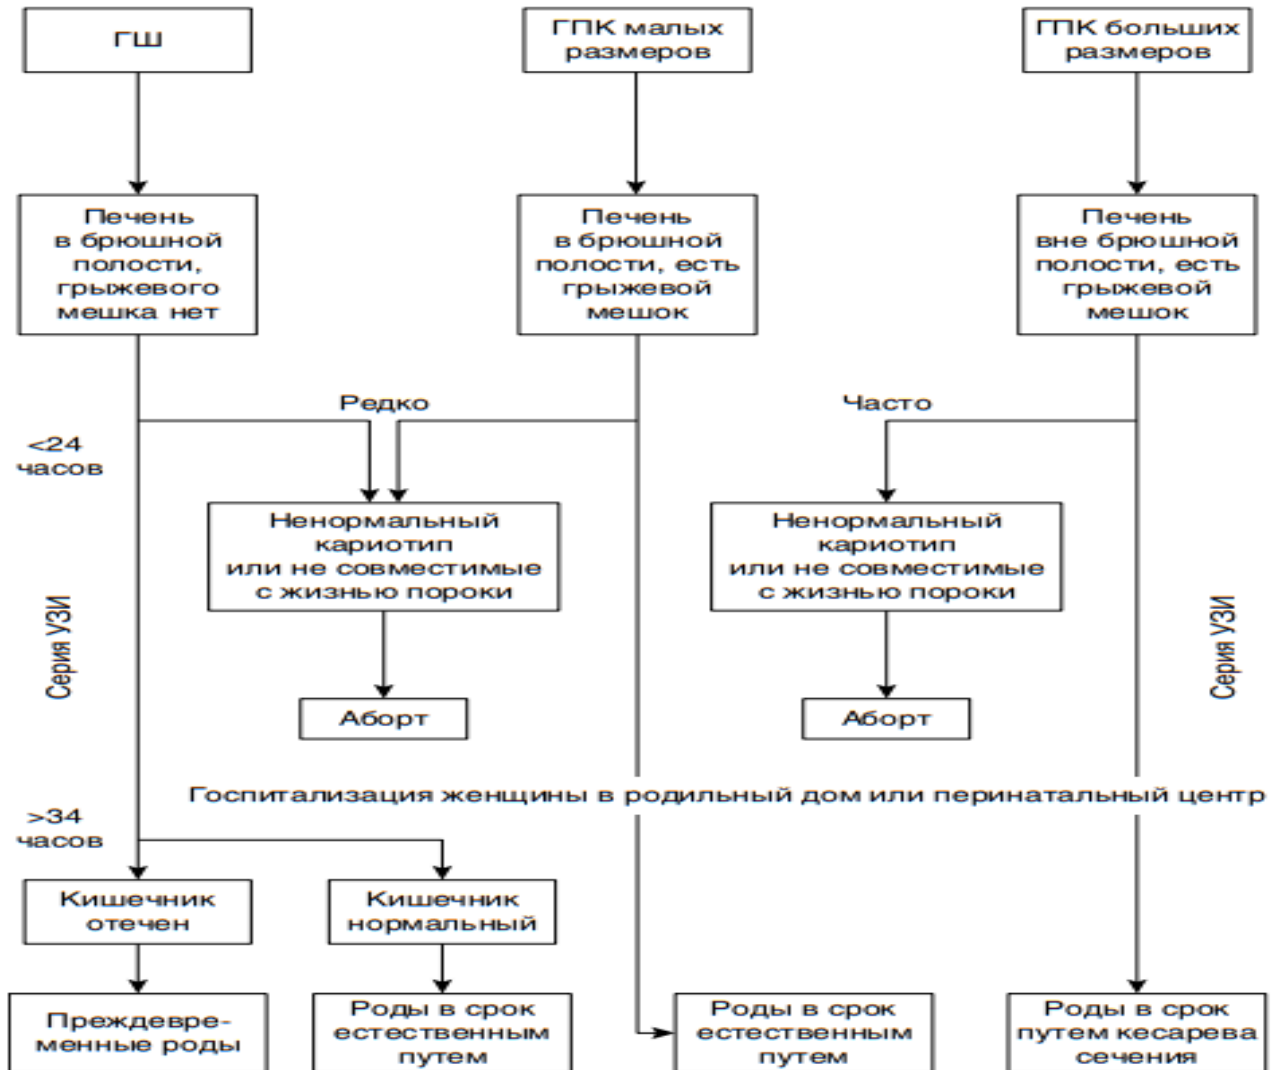 ГШ
ГПК малых
размеров
ГПК больших
размеров
Печень
в брюшной
полости,
грыжевого
мешка нет
Печень
в брюшной
полости, есть
грыжевой
мешок
Печень
вне брюшной
полости, есть
грыжевой
мешок
Редко
Часто
<24
часов
Ненормальный
кариотип
или не совместимые
с жизнью пороки
Ненормальный
кариотип
или не совместимые
с жизнью пороки
Серия УЗИ
Серия УЗИ
Аборт
Аборт
Госпитализация женщины в родильный дом или перинатальный центр
>34
часов
Кишечник
отечен
Кишечник
нормальный
Преждевре-
менные роды
Роды в срок
естественным
путем
Роды в срок
естественным
путем
Роды в срок
путем кесарева
сечения